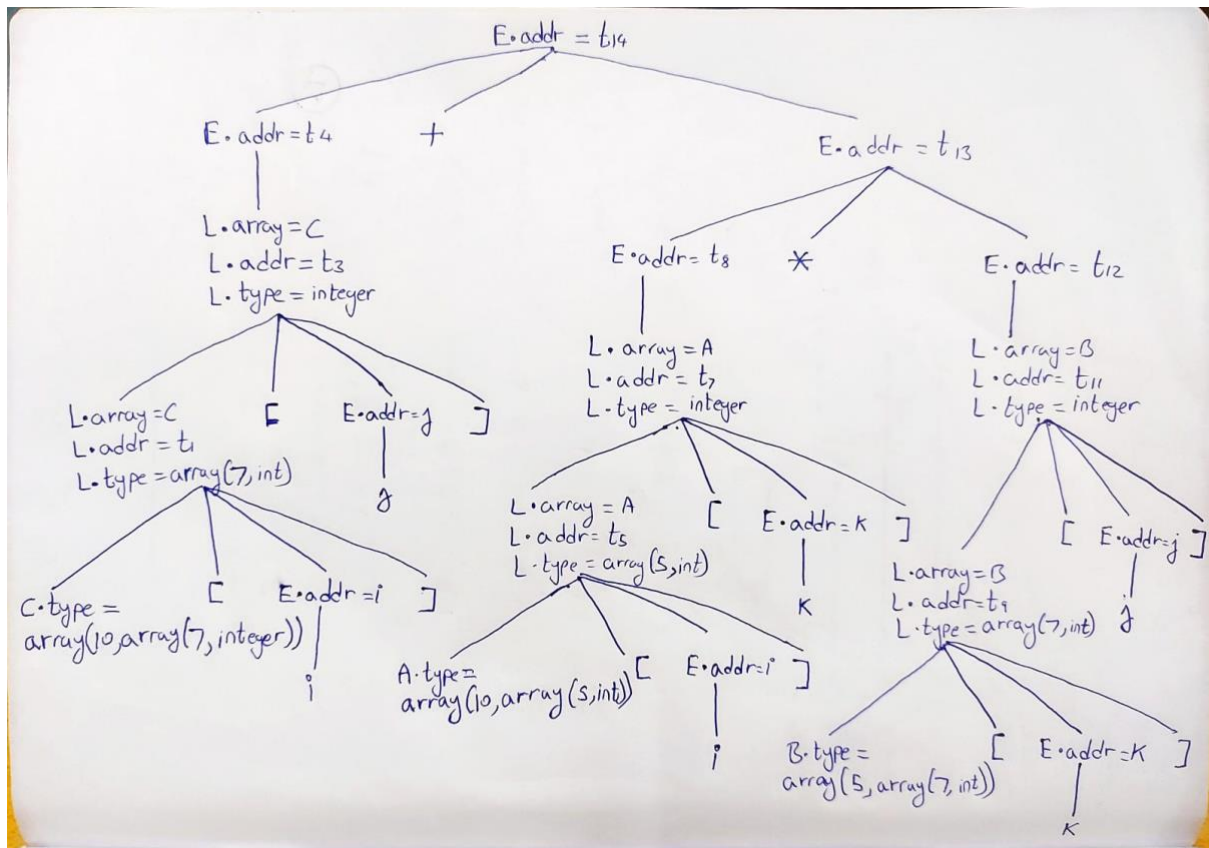 E.addr = t14
E.addr = t4
+
E.addr = t13
L.array = C
L.addr = t3
L.type = integer
E.addr = t8
*
E.addr = t12
L.array = A
L.addr = t7
L.type = integer
L.array = B
L.addr = t11
L.type = integer
L.array = C
L.addr = t1
L.type = array(7,int)
[
E.addr = j
]
j
L.array = A
L.addr = t5
L.type = array(5,int)
[
E.addr = K
]
K
[
E.addr = j
]
j
C.type =
array(10,array(7,integer))
[
E.addr = i
]
i
L.array = B
L.addr = t9
L.type = array(7,int)
A.type =
array(10,array(5,int))
[
E.addr = i
]
i
B.type =
array(5,array(7,int))
[
E.addr = K
]
K